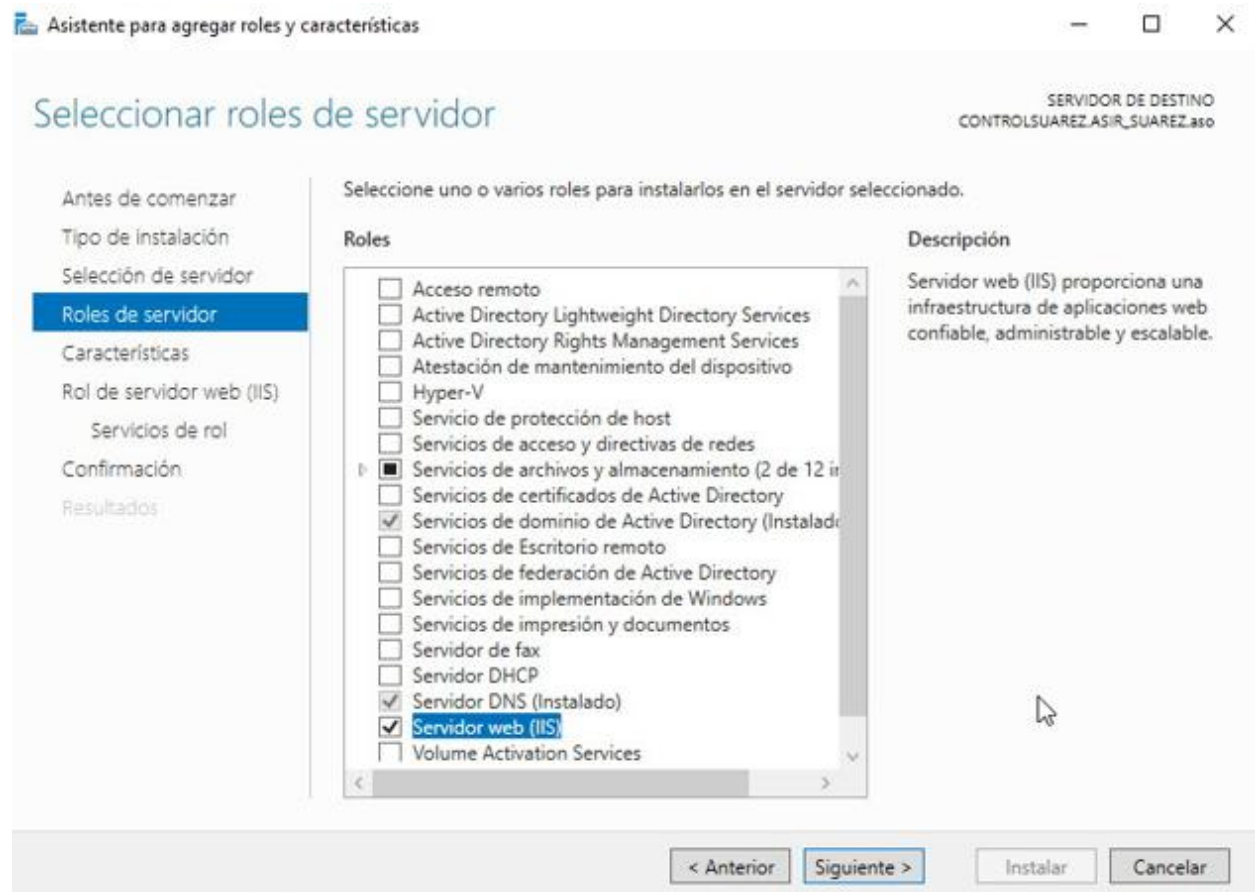 Asistente para agregar roles y características
Seleccionar roles de servidor
SERVIDOR DE DESTINO
CONTROLSUAREZ.ASIR_SUAREZ.aso
Antes de comenzar
Tipo de instalación
Selección de servidor
Roles de servidor
Características
Rol de servidor web (IIS)
Servicios de rol
Confirmación
Resultados
Seleccione uno o varios roles para instalarlos en el servidor seleccionado.
Roles
Acceso remoto
Active Directory Lightweight Directory Services
Active Directory Rights Management Services
Atestación de mantenimiento del dispositivo
Hyper-V
Servicio de protección de host
Servicios de acceso y directivas de redes
Servicios de archivos y almacenamiento (2 de 12 in
Servicios de certificados de Active Directory
Servicios de dominio de Active Directory (Instalado
Servicios de Escritorio remoto
Servicios de federación de Active Directory
Servicios de implementación de Windows
Servicios de impresión y documentos
Servidor de fax
Servidor DHCP
Servidor DNS (Instalado)
Servidor web (IIS)
Volume Activation Services
Descripción
Servidor web (IIS) proporciona una
infraestructura de aplicaciones web
confiable, administrable y escalable.
< Anterior
Siguiente >
Instalar
Cancelar